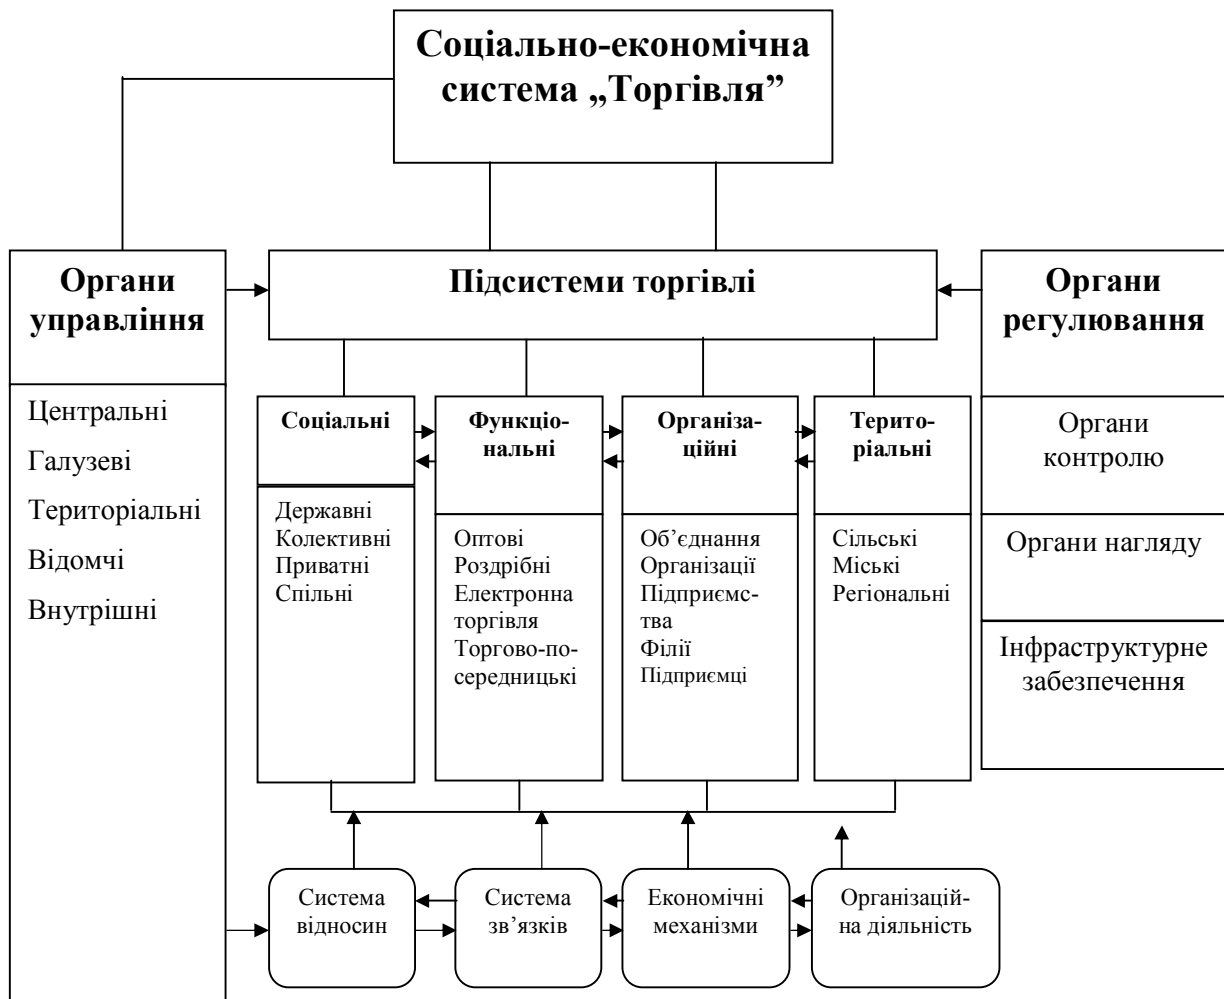 Соціально-економічна
система „Торгівля”
Органи
управління
Центральні
Галузеві
Територіальні
Відомчі
Внутрішні
Підсистеми торгівлі
Органи
регулювання
Органи
контролю
Органи нагляду
Інфраструктурне
забезпечення
Соціальні
Державні
Колективні
Приватні
Спільні
Функціо-
нальні
Оптові
Роздрібні
Електронна
торгівля
Торгово-по-
середницькі
Організа-
ційні
Об’єднання
Організації
Підприємс-
тва
Філії
Підприємці
Терито-
ріальні
Сільські
Міські
Регіональні
Система
відносин
Система
зв’язків
Економічні
механізми
Організацій-
на діяльність